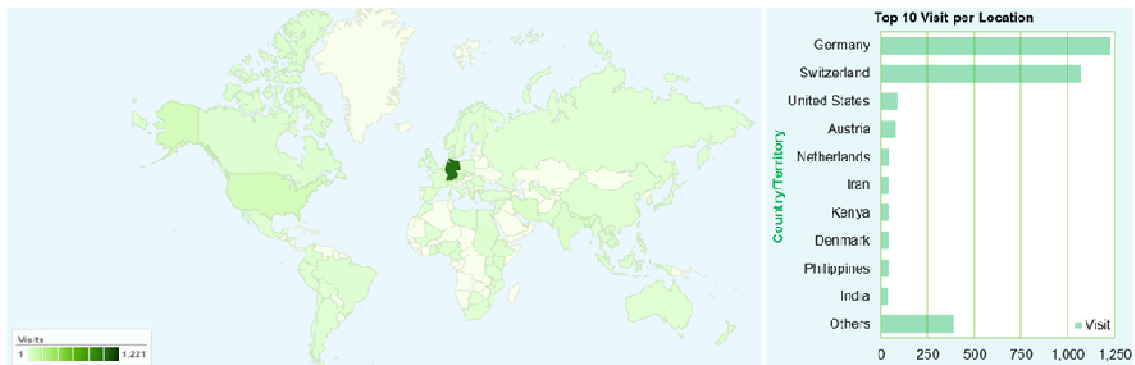 Visits
1 1,221
Top 10 Visit per Location
Country/Territory
Germany
Switzerland
United States
Austria
Netherlands
Iran
Kenya
Denmark
Philippines
India
Others
Visit
0 250 500 750 1,000 1,250